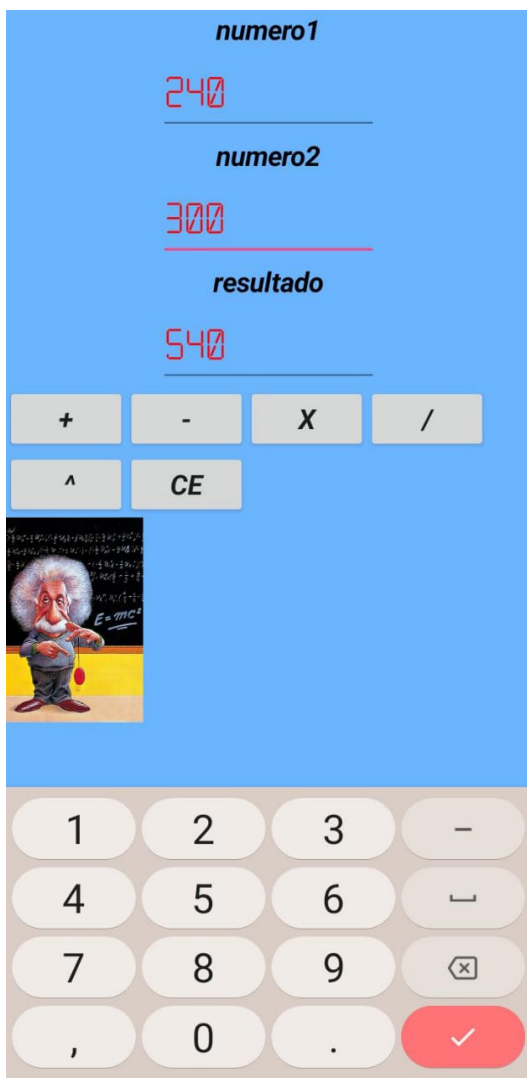 numero1
240
numero2
300
resultado
540
+ - X /
^ CE
E=mc²
1 2 3 –
4 5 6
7 8 9
, 0 .